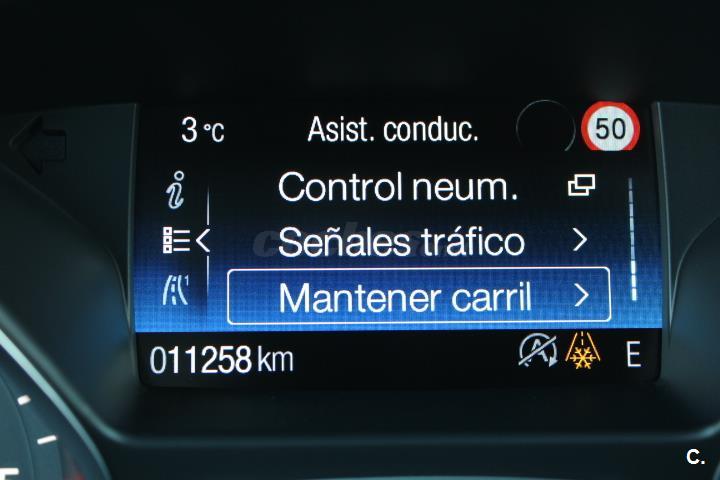 3 °C Asist. conduc. 50
Control neum.
Señales tráfico
Mantener carril
011258 km E
C.